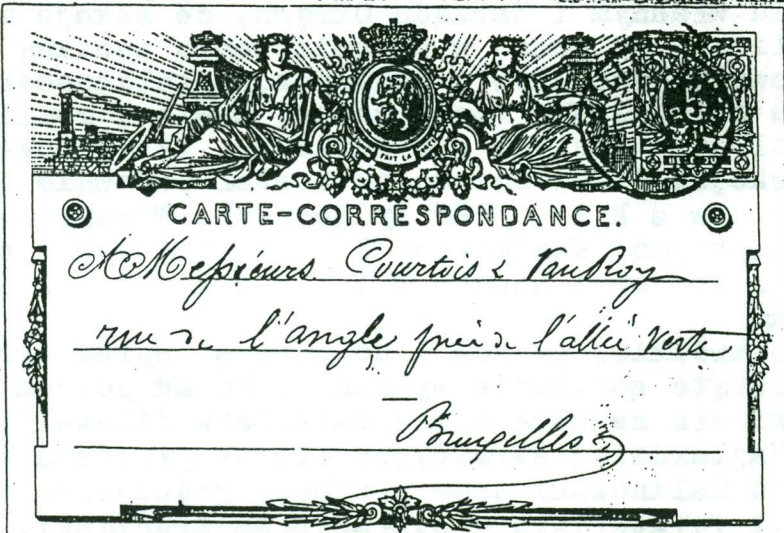 FAIT LA
CARTE-CORRESPONDANCE.
A Messieurs Courtois & Van Roy
rue de l'angle près de l'allée verte
Bruxelles